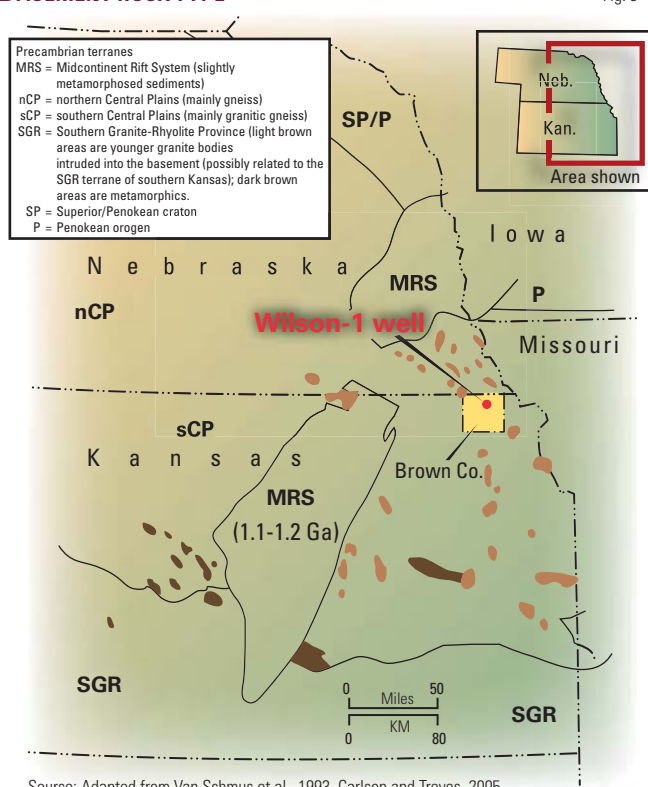 Precambrian terranes
MRS = Midcontinent Rift System (slightly
metamorphosed sediments)
nCP = northern Central Plains (mainly gneiss)
sCP = southern Central Plains (mainly granitic gneiss)
SGR = Southern Granite-Rhyolite Province (light brown
areas are younger granite bodies
intruded into the basement (possibly related to the
SGR terrane of southern Kansas); dark brown
areas are metamorphics.
SP = Superior/Penokean craton
P = Penokean orogen
Neb.
Kan.
Area shown
SP/P
Iowa
Nebraska
MRS
P
nCP
Wilson-1 well
Missouri
sCP
Kansas
Brown Co.
MRS
(1.1-1.2 Ga)
SGR
0 50
Miles
KM
0 80
SGR
Source: Adapted from Van Schmus et al., 1993, Carlson and Treves, 2005